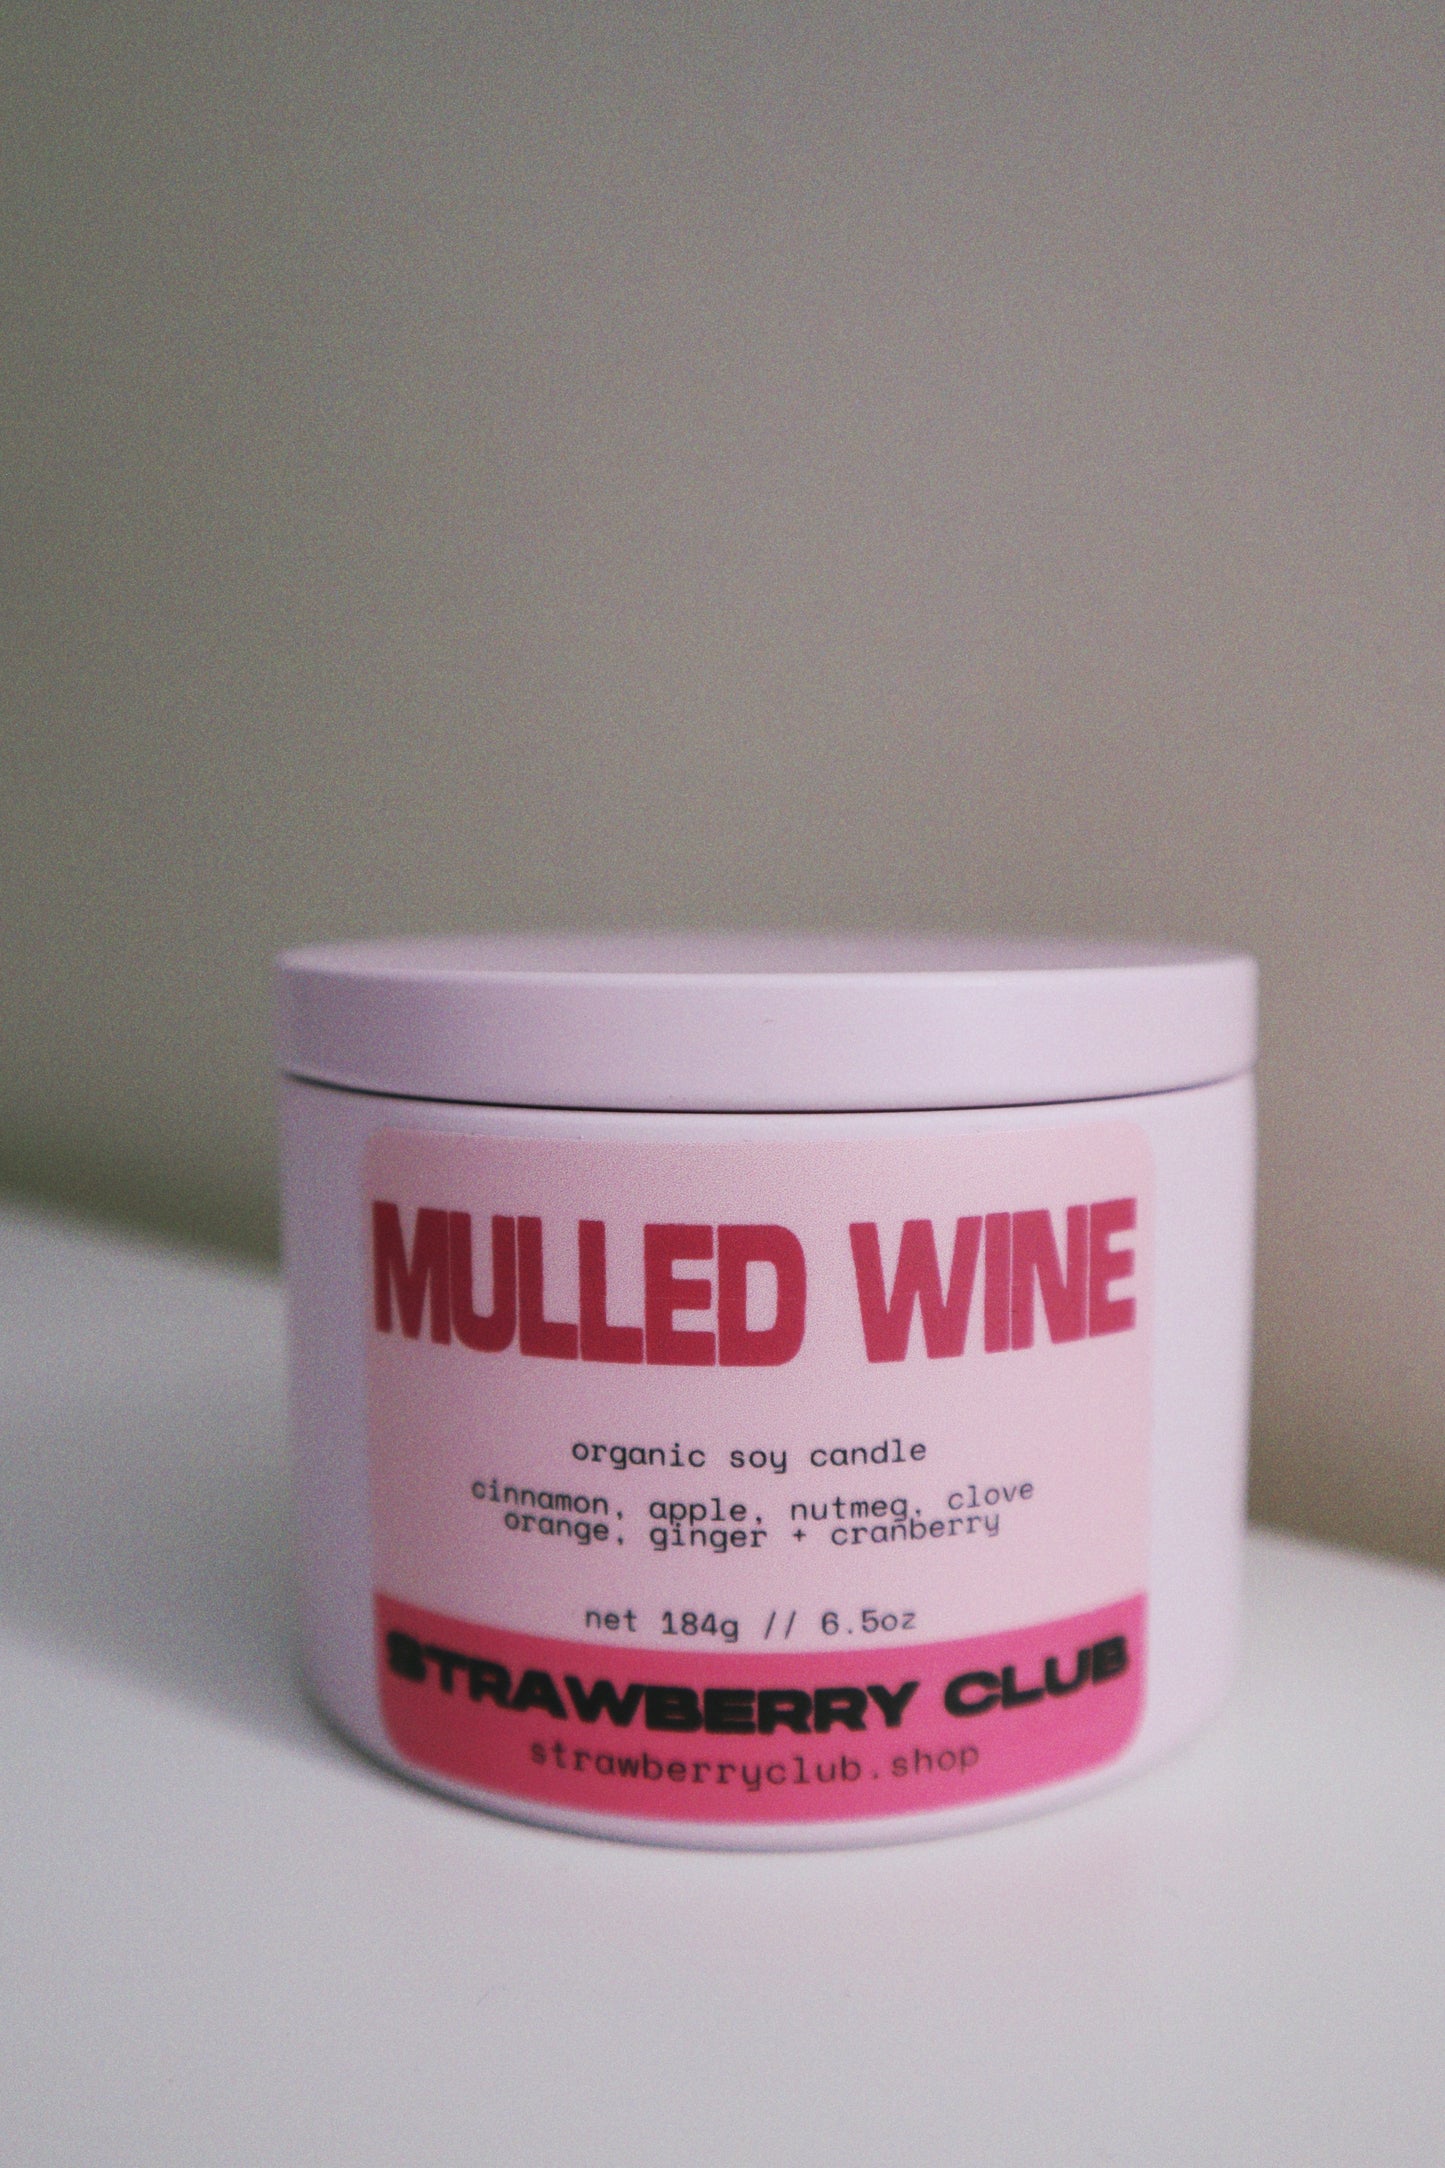 MULLED WINE
organic soy candle
cinnamon, apple, nutmeg, clove
orange, ginger + cranberry
net 184g // 6.5oz
STRAWBERRY CLUB
strawberryclub.shop